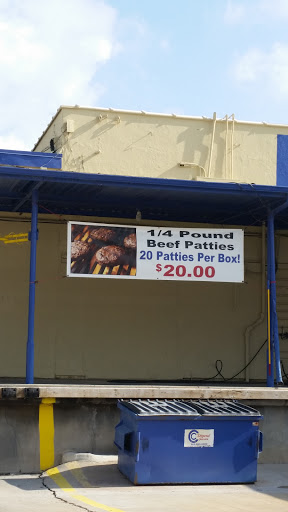 1/4 Pound
Beef Patties
20 Patties Per Box!
$20.00